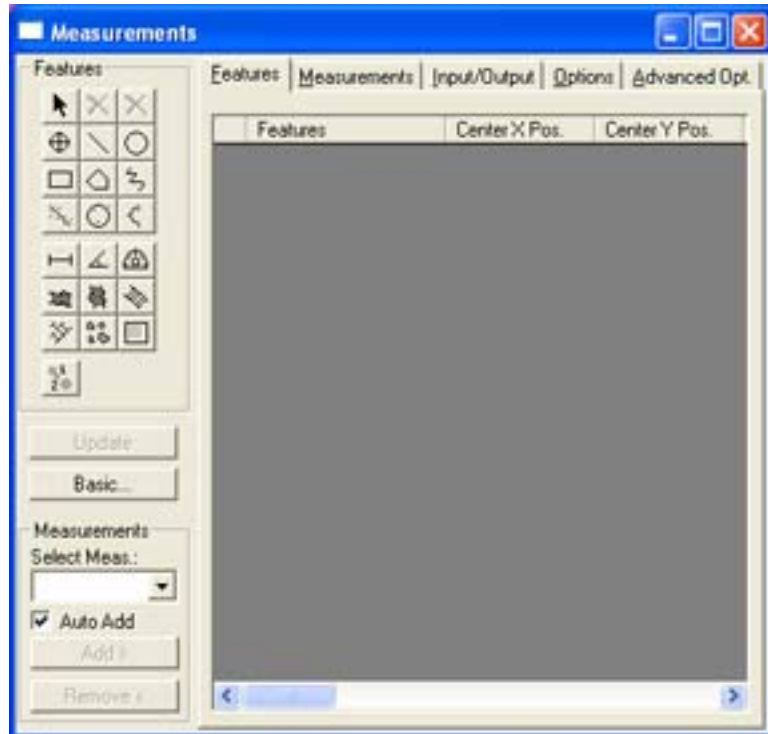 Measurements
Features
Features Measurements Input/Output Options Advanced Opt.
Features Center X Pos. Center Y Pos.
Update
Basic...
Measurements
Select Meas.:
Auto Add
Add »
Remove «